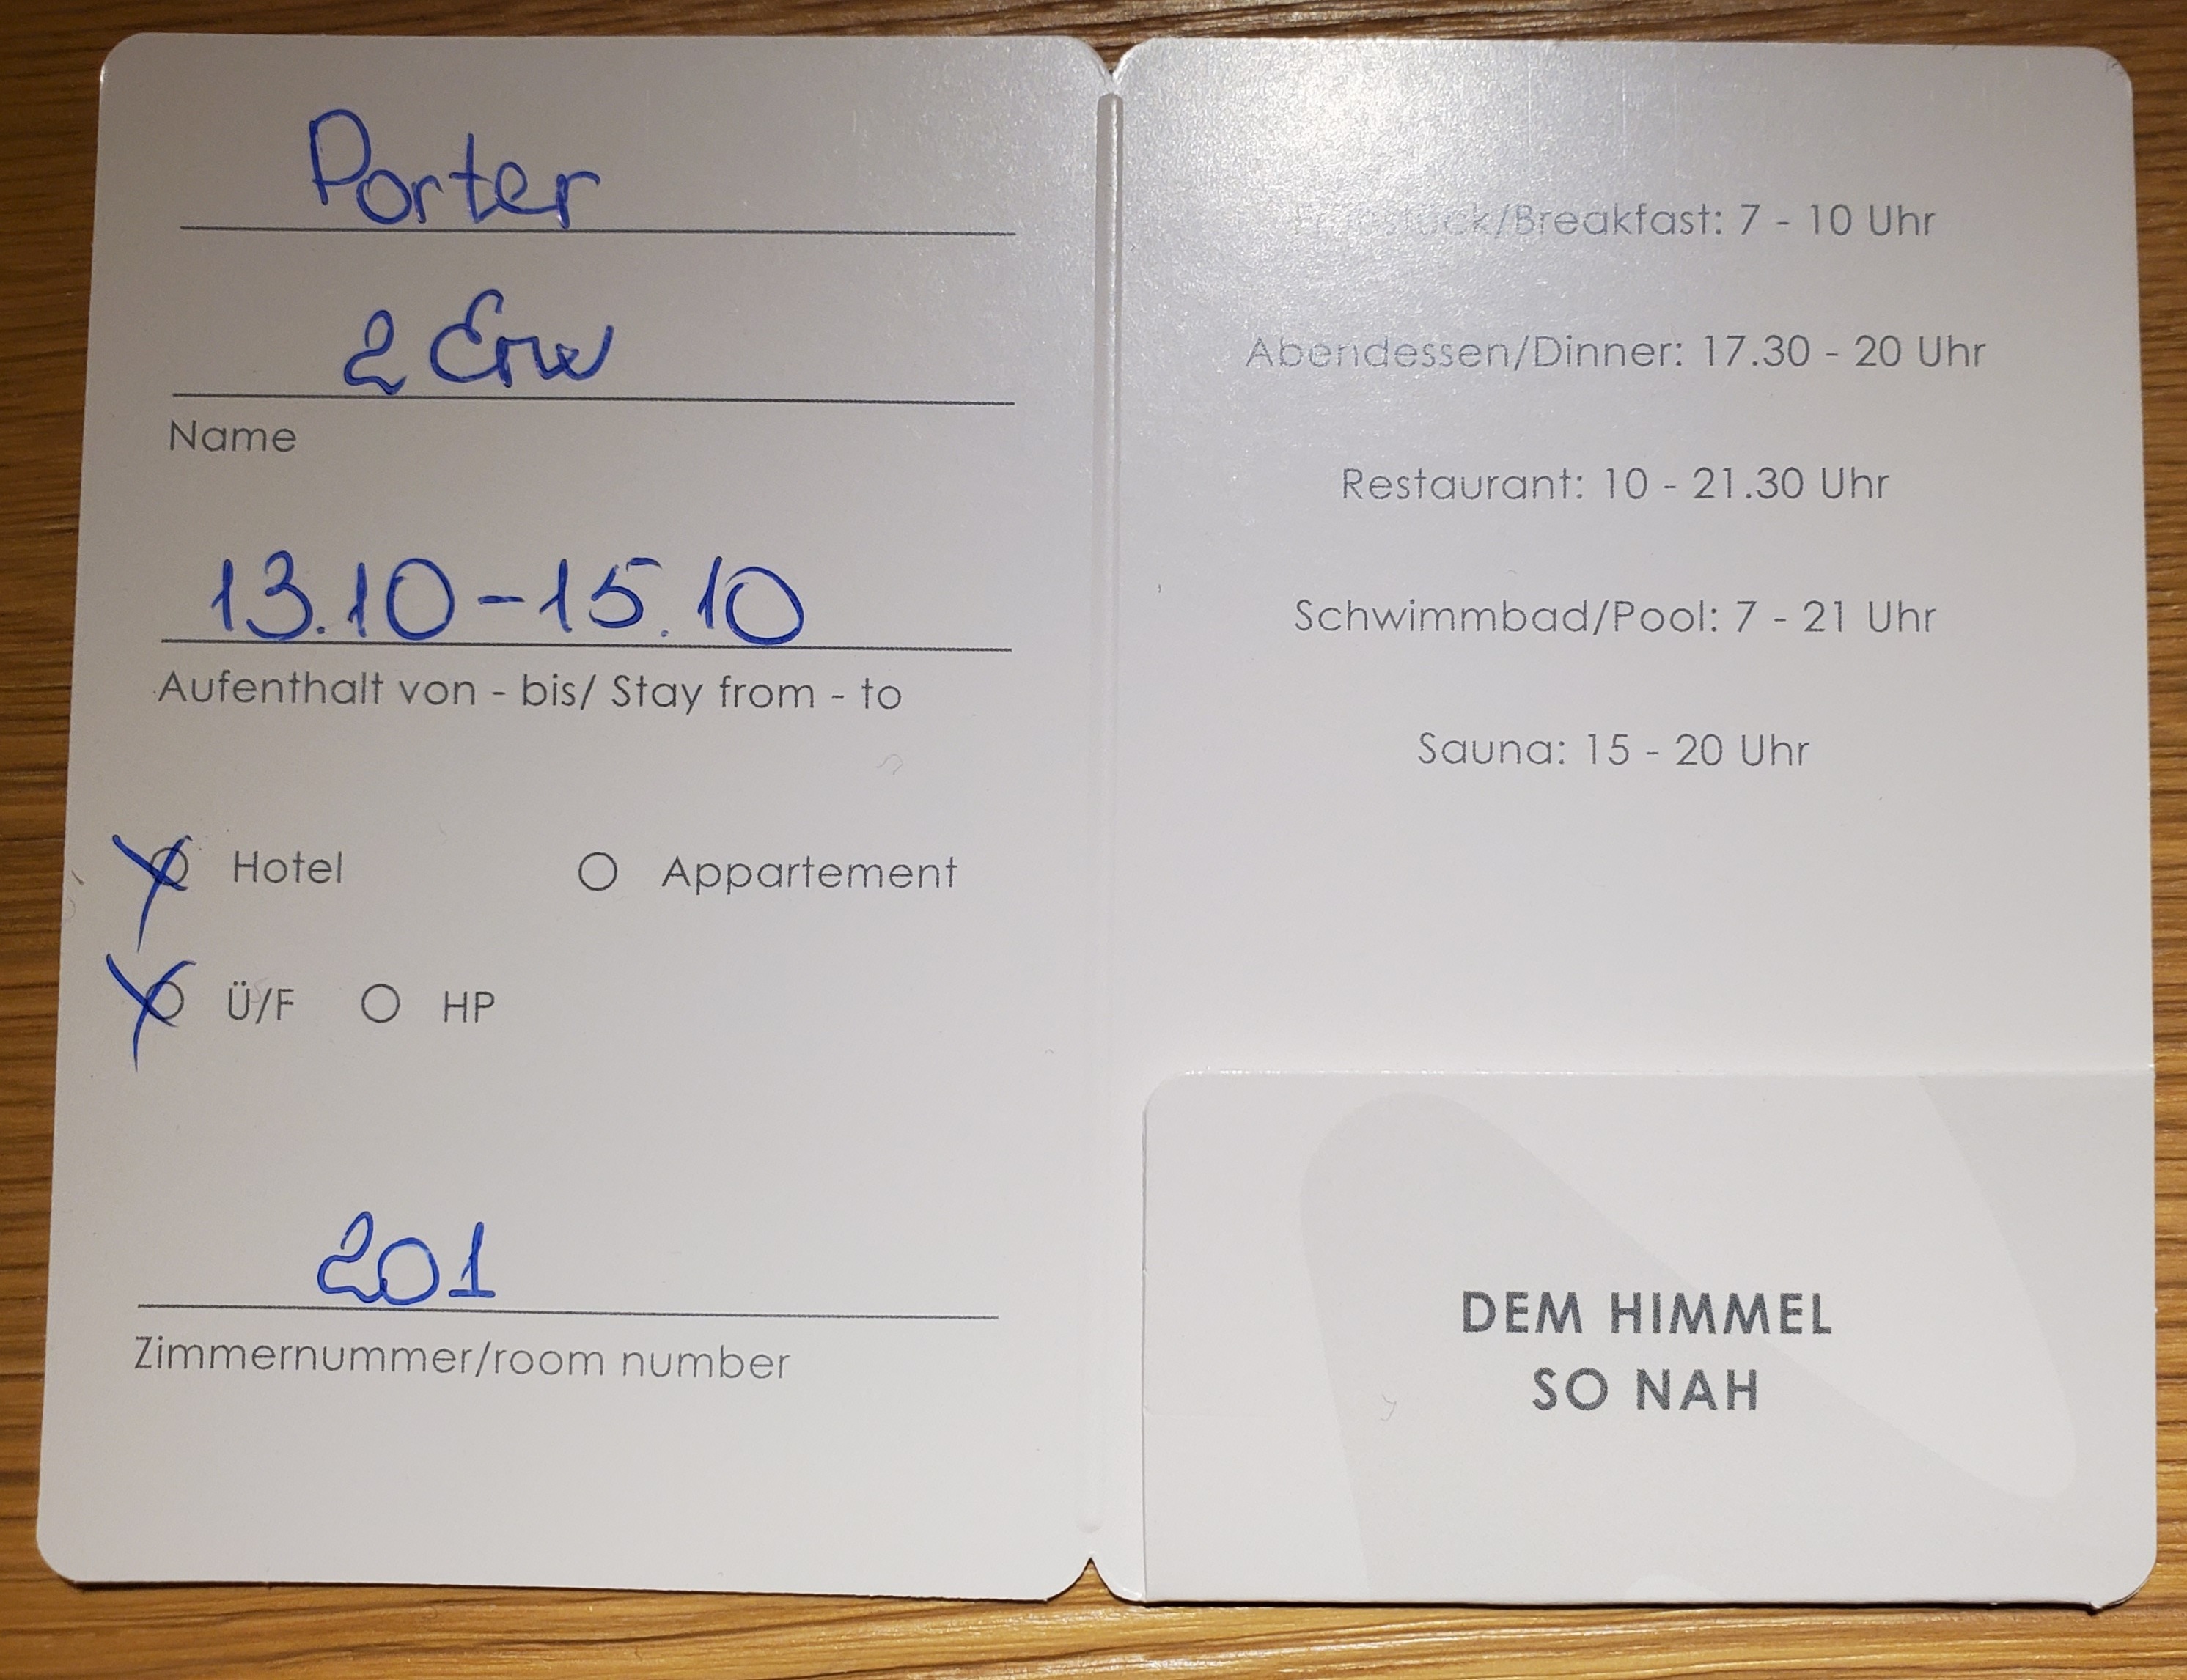 Porter
2 Erw
Name
13.10-15.10
Aufenthalt von - bis/ Stay from - to
Hotel Appartement
Ü/F HP
201
Zimmernummer/room number
Frühstück/Breakfast: 7 - 10 Uhr
Abendessen/Dinner: 17.30 - 20 Uhr
Restaurant: 10 - 21.30 Uhr
Schwimmbad/Pool: 7 - 21 Uhr
Sauna: 15 - 20 Uhr
DEM HIMMEL
SO NAH